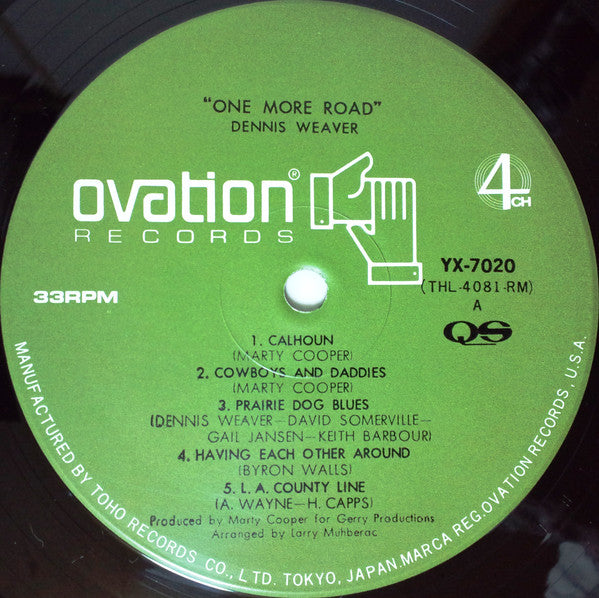 "ONE MORE ROAD"
DENNIS WEAVER
ovation®
RECORDS
4CH
33RPM
YX-7020
(THL-4081-RM)
A
QS
1. CALHOUN
(MARTY COOPER)
2. COWBOYS AND DADDIES
(MARTY COOPER)
3. PRAIRIE DOG BLUES
(DENNIS WEAVER—DAVID SOMERVILLE—
GAIL JANSEN—KEITH BARBOUR)
4. HAVING EACH OTHER AROUND
(BYRON WALLS)
5. L.A. COUNTY LINE
(A. WAYNE—H. CAPPS)
Produced by Marty Cooper for Gerry Productions
Arranged by Larry Muhberac
MANUFACTURED BY TOHO RECORDS CO., LTD. TOKYO, JAPAN. MARCA REG. OVATION RECORDS, U.S.A.